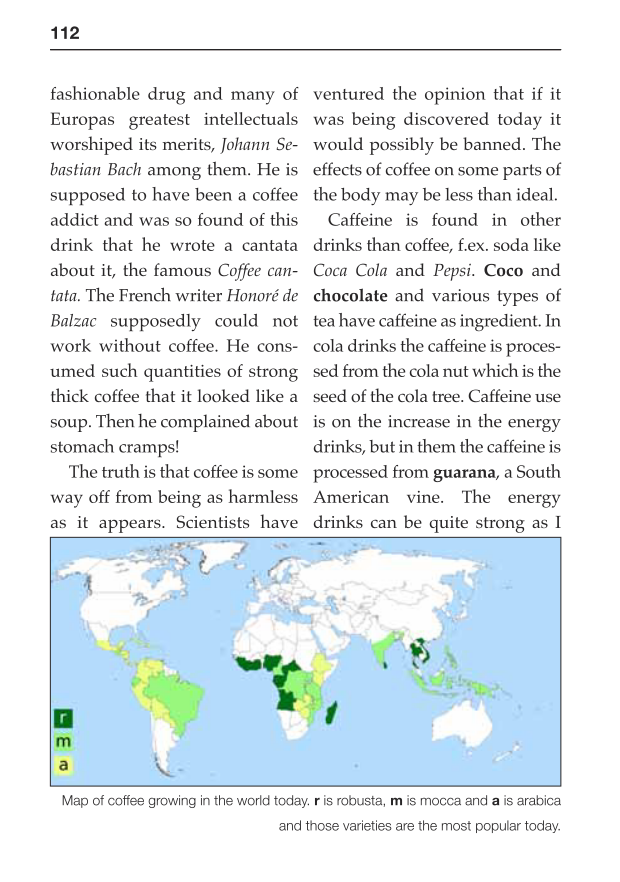 112
fashionable drug and many of
Europas greatest intellectuals
worshiped its merits, Johann Se-
bastian Bach among them. He is
supposed to have been a coffee
addict and was so found of this
drink that he wrote a cantata
about it, the famous Coffee can-
tata. The French writer Honoré de
Balzac supposedly could not
work without coffee. He cons-
umed such quantities of strong
thick coffee that it looked like a
soup. Then he complained about
stomach cramps!
The truth is that coffee is some
way off from being as harmless
as it appears. Scientists have
ventured the opinion that if it
was being discovered today it
would possibly be banned. The
effects of coffee on some parts of
the body may be less than ideal.
Caffeine is found in other
drinks than coffee, f.ex. soda like
Coca Cola and Pepsi. Coco and
chocolate and various types of
tea have caffeine as ingredient. In
cola drinks the caffeine is proces-
sed from the cola nut which is the
seed of the cola tree. Caffeine use
is on the increase in the energy
drinks, but in them the caffeine is
processed from guarana, a South
American vine. The energy
drinks can be quite strong as I
r
m
a
Map of coffee growing in the world today. r is robusta, m is mocca and a is arabica
and those varieties are the most popular today.